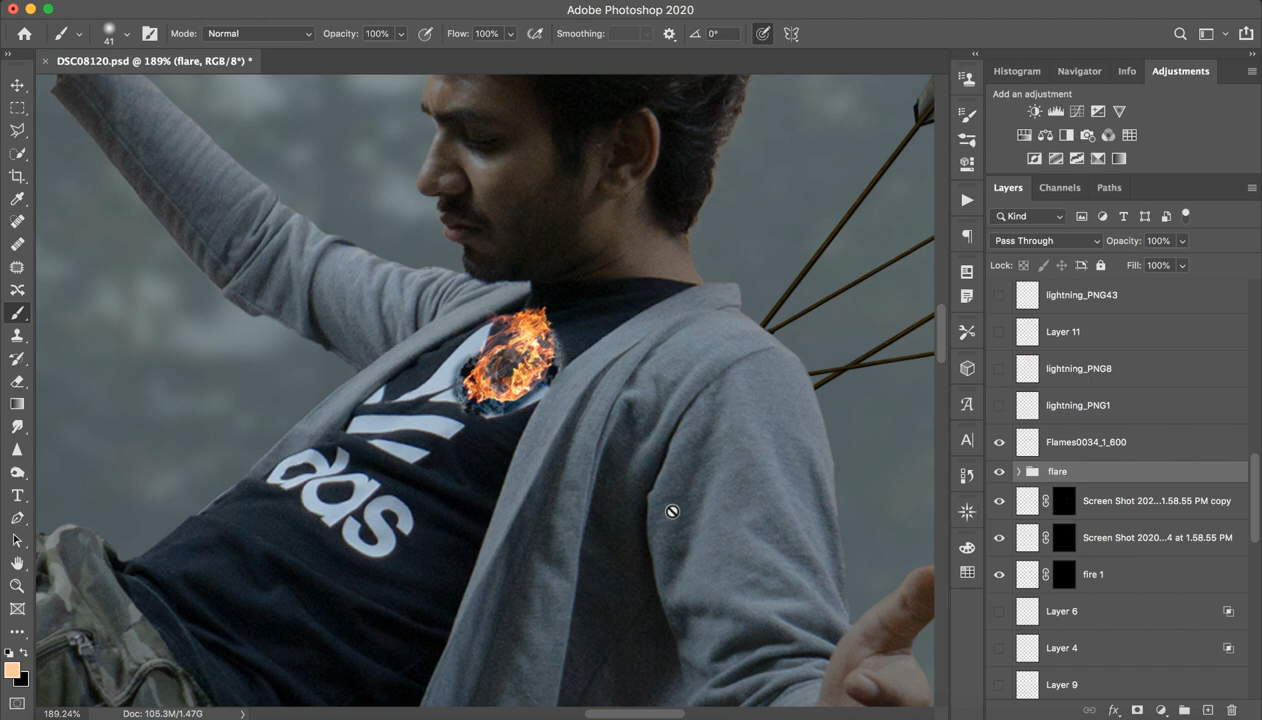 Adobe Photoshop 2020
41
Mode:
Normal
Opacity: 100%
Flow: 100%
Smoothing:
0°
DSC08120.psd @ 189% (flare, RGB/8*) *
Histogram
Navigator
Info
Adjustments
Add an adjustment
Layers
Channels
Paths
Kind
Pass Through
Opacity: 100%
Lock:
Fill: 100%
lightning_PNG43
Layer 11
lightning_PNG8
lightning_PNG1
Flames0034_1_600
flare
Screen Shot 202...1.58.55 PM copy
Screen Shot 2020...4 at 1.58.55 PM
fire 1
Layer 6
Layer 4
Layer 9
das
189.24%
Doc: 105.3M/1.47G